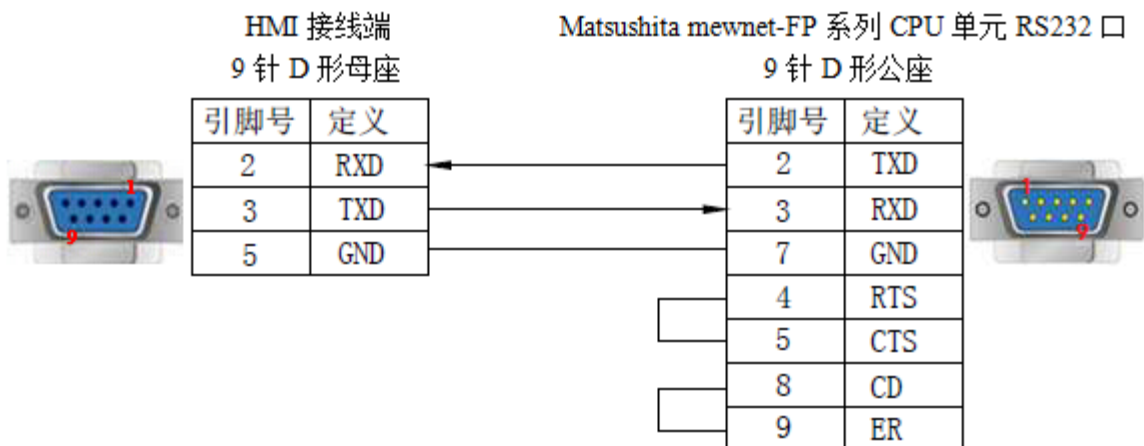 HMI 接线端
9 针 D 形母座
引脚号 定义
2 RXD
3 TXD
5 GND
1
9
Matsushita mewnet-FP 系列 CPU 单元 RS232 口
9 针 D 形公座
引脚号 定义
2 TXD
3 RXD
7 GND
4 RTS
5 CTS
8 CD
9 ER
1
9